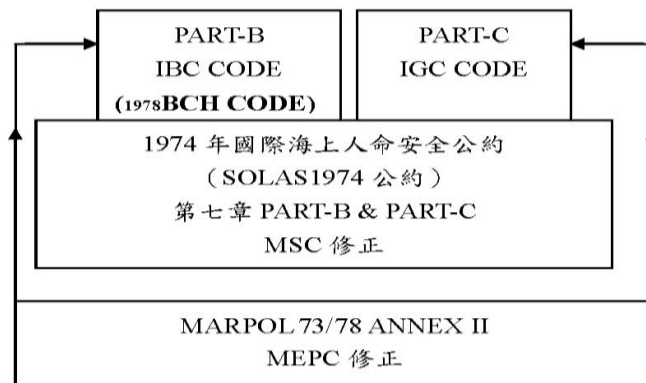 PART-B
IBC CODE
(1978BCH CODE)
PART-C
IGC CODE
1974 年國際海上人命安全公約
（SOLAS1974 公約）
第七章 PART-B & PART-C
MSC 修正
MARPOL 73/78 ANNEX II
MEPC 修正